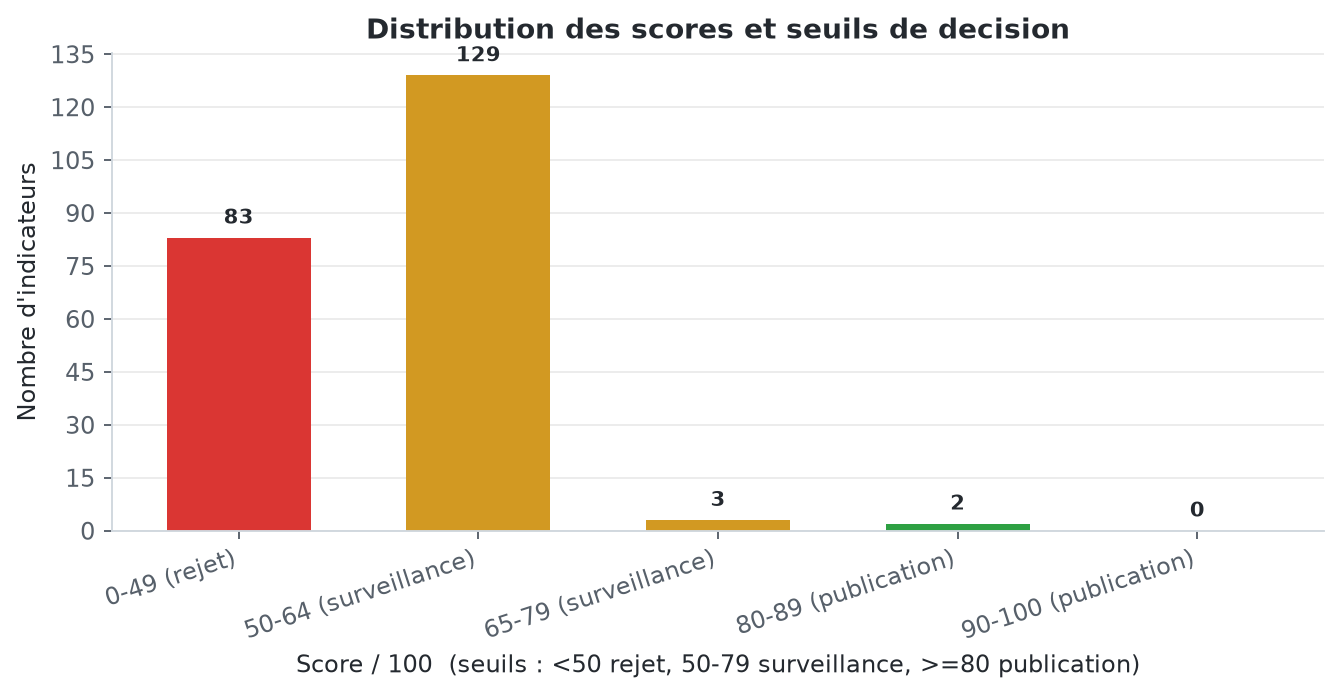 Distribution des scores et seuils de decision
Nombre d'indicateurs
135
120
105
90
75
60
45
30
15
0
83
129
3
2
0
0-49 (rejet)
50-64 (surveillance)
65-79 (surveillance)
80-89 (publication)
90-100 (publication)
Score / 100  (seuils : <50 rejet, 50-79 surveillance, >=80 publication)